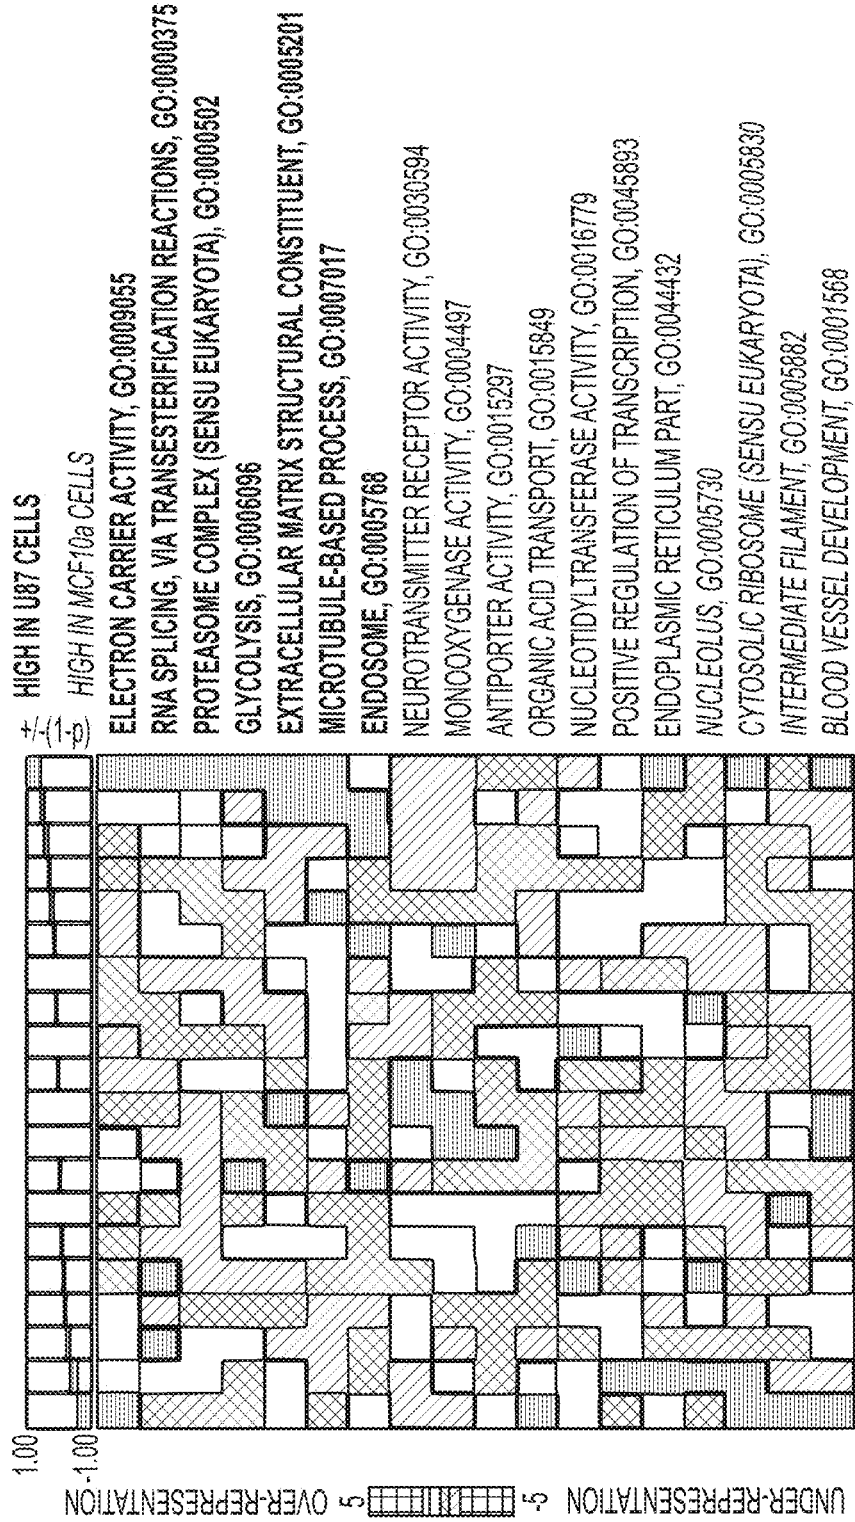 HIGH IN U87 CELLS
+/-(1-p) HIGH IN MCF10a CELLS
ELECTRON CARRIER ACTIVITY, GO:0009055
RNA SPLICING, VIA TRANSESTERIFICATION REACTIONS, GO:0000375
PROTEASOME COMPLEX (SENSU EUKARYOTA), GO:0000502
GLYCOLYSIS, GO:0006096
EXTRACELLULAR MATRIX STRUCTURAL CONSTITUENT, GO:0005201
MICROTUBULE-BASED PROCESS, GO:0007017
ENDOSOME, GO:0005768
NEUROTRANSMITTER RECEPTOR ACTIVITY, GO:0030594
MONOOXYGENASE ACTIVITY, GO:0004497
ANTIPORTER ACTIVITY, GO:0015297
ORGANIC ACID TRANSPORT, GO:0015849
NUCLEOTIDYLTRANSFERASE ACTIVITY, GO:0016779
POSITIVE REGULATION OF TRANSCRIPTION, GO:0045893
ENDOPLASMIC RETICULUM PART, GO:0044432
NUCLEOLUS, GO:0005730
CYTOSOLIC RIBOSOME (SENSU EUKARYOTA), GO:0005830
INTERMEDIATE FILAMENT, GO:0005882
BLOOD VESSEL DEVELOPMENT, GO:0001568
1.00
-1.00
OVER-REPRESENTATION
5
-5
UNDER-REPRESENTATION